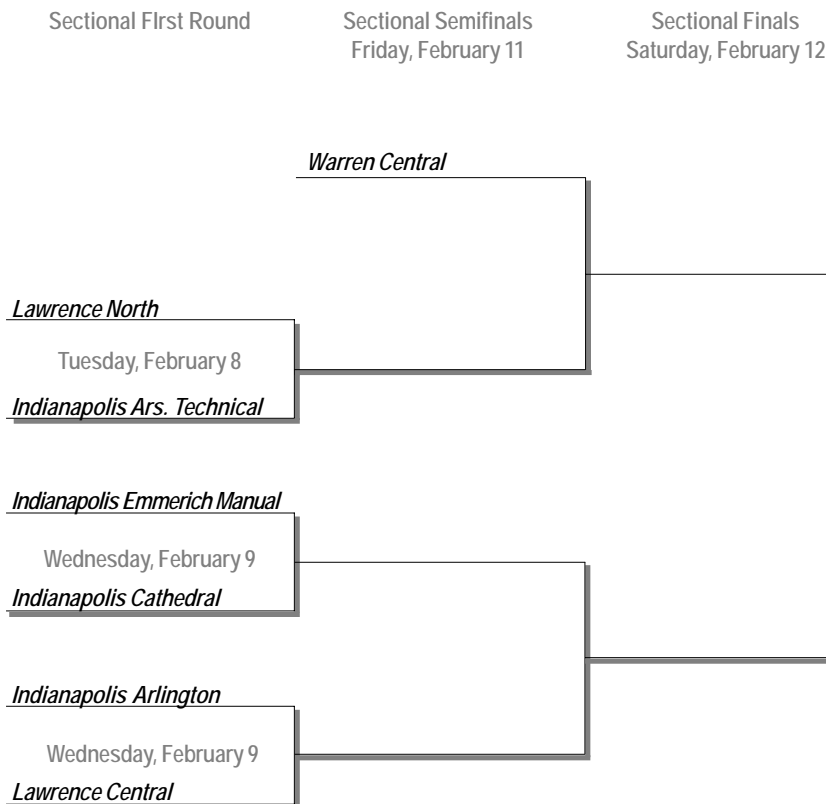 Sectional FIrst Round
Sectional Semifinals
Friday, February 11
Sectional Finals
Saturday, February 12
Warren Central
Lawrence North
Tuesday, February 8
Indianapolis Ars. Technical
Indianapolis Emmerich Manual
Wednesday, February 9
Indianapolis Cathedral
Indianapolis Arlington
Wednesday, February 9
Lawrence Central